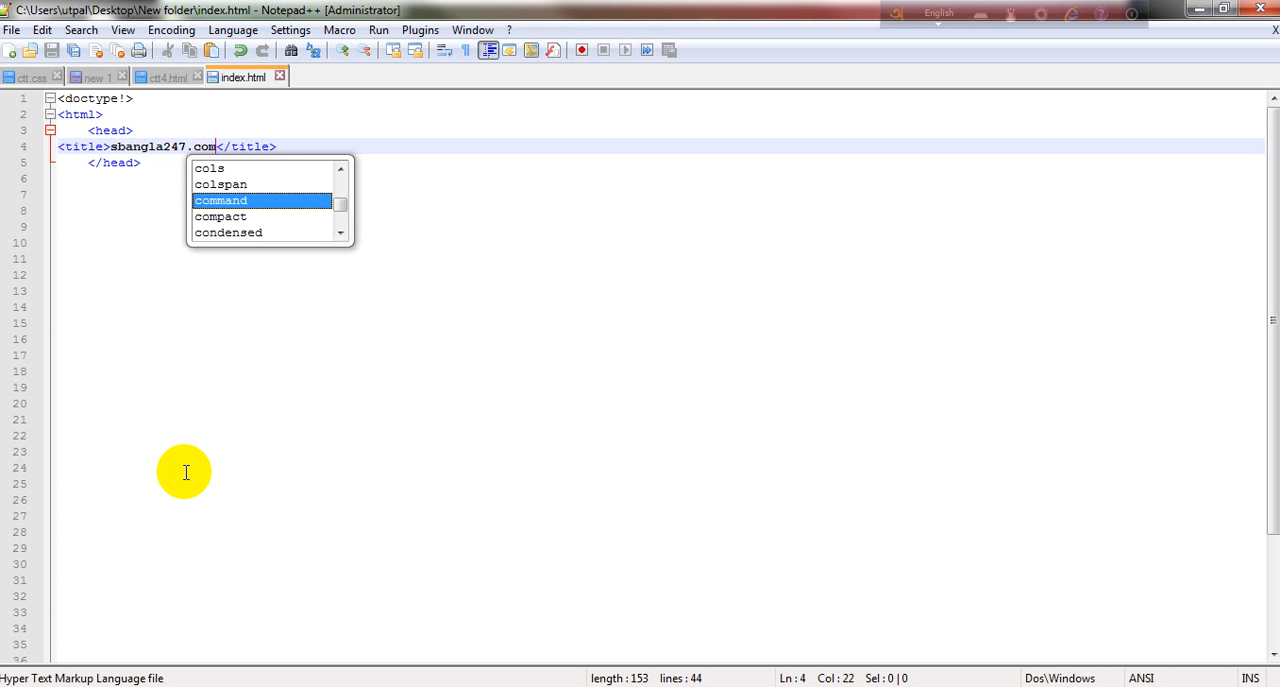 C:\Users\utpal\Desktop\New folder\index.html - Notepad++ [Administrator]
English
File Edit Search View Encoding Language Settings Macro Run Plugins Window ? X
ctt.css new 1 ctt4.html index.html
1 <doctype!>
2 <html>
3 <head>
4 <title>sbangla247.com</title>
5 </head>
6 cols
7 colspan
8 command
9 compact
10 condensed
11
12
13
14
15
16
17
18
19
20
21
22
23
24
25
26
27
28
29
30
31
32
33
34
35
36
Hyper Text Markup Language file length : 153 lines : 44 Ln : 4 Col : 22 Sel : 0 | 0 Dos\Windows ANSI INS